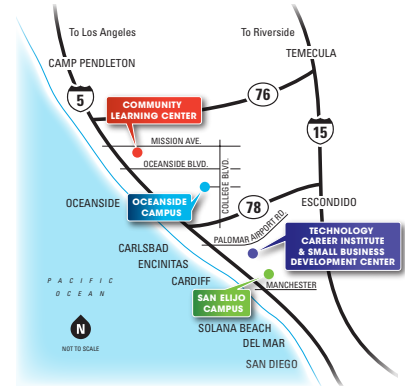 To Los Angeles
To Riverside
TEMECULA
CAMP PENDLETON
5
76
COMMUNITY
LEARNING CENTER
15
MISSION AVE.
OCEANSIDE BLVD.
COLLEGE BLVD.
OCEANSIDE
OCEANSIDE
CAMPUS
78
ESCONDIDO
PALOMAR AIRPORT RD.
TECHNOLOGY
CAREER INSTITUTE
& SMALL BUSINESS
DEVELOPMENT CENTER
CARLSBAD
ENCINITAS
CARDIFF
PACIFIC
OCEAN
MANCHESTER
SAN ELIJO
CAMPUS
N
NOT TO SCALE
SOLANA BEACH
DEL MAR
SAN DIEGO